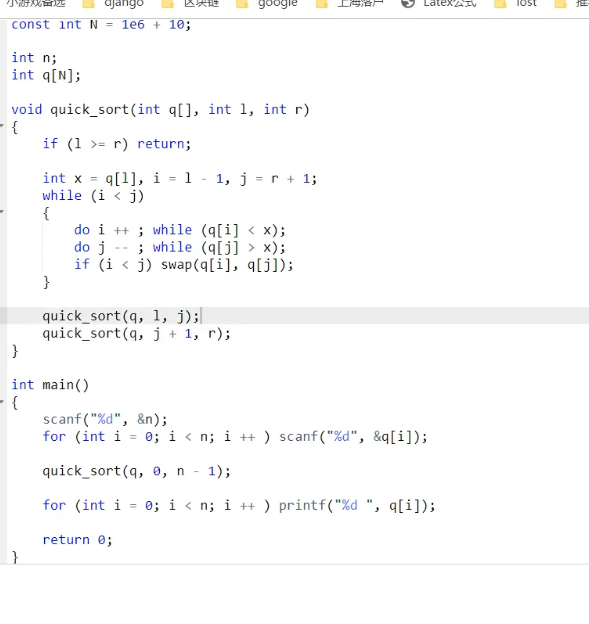 小游戏备选 django 区块链 google 上海落户 Latex公式 lost 推
const int N = 1e6 + 10;
int n;
int q[N];
void quick_sort(int q[], int l, int r)
{
if (l >= r) return;
int x = q[l], i = l - 1, j = r + 1;
while (i < j)
{
do i ++ ; while (q[i] < x);
do j -- ; while (q[j] > x);
if (i < j) swap(q[i], q[j]);
}
quick_sort(q, l, j);
quick_sort(q, j + 1, r);
}
int main()
{
scanf("%d", &n);
for (int i = 0; i < n; i ++ ) scanf("%d", &q[i]);
quick_sort(q, 0, n - 1);
for (int i = 0; i < n; i ++ ) printf("%d ", q[i]);
return 0;
}